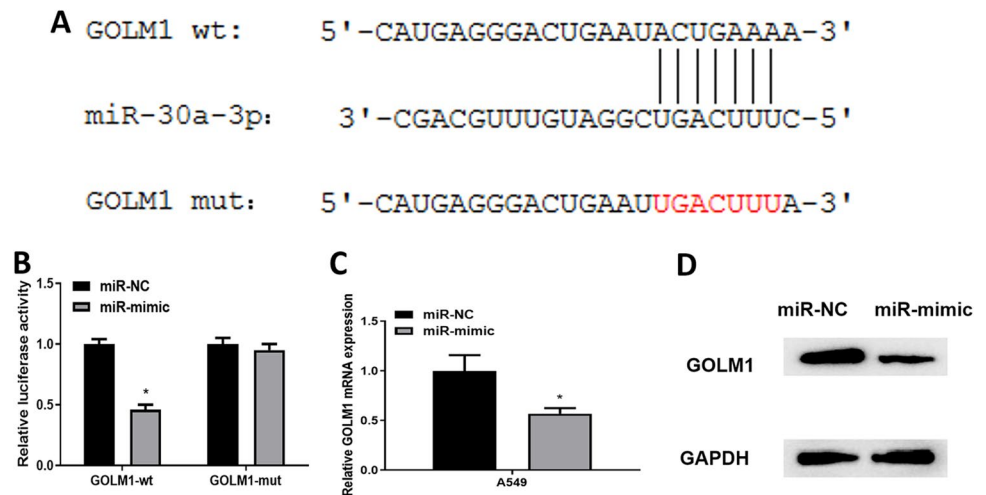 A
GOLM1 wt: 5'-CAUGAGGGACUGAAUACUGAAAA-3'
miR-30a-3p: 3'-CGACGUUUGUAGGCUGACUUUC-5'
GOLM1 mut: 5'-CAUGAGGGACUGAAUUGACUUUA-3'
B
miR-NC
miR-mimic
Relative luciferase activity
1.5
1.0
0.5
0.0
*
GOLM1-wt GOLM1-mut
C
miR-NC
miR-mimic
Relative GOLM1 mRNA expression
1.5
1.0
0.5
0.0
*
A549
D
miR-NC miR-mimic
GOLM1
GAPDH